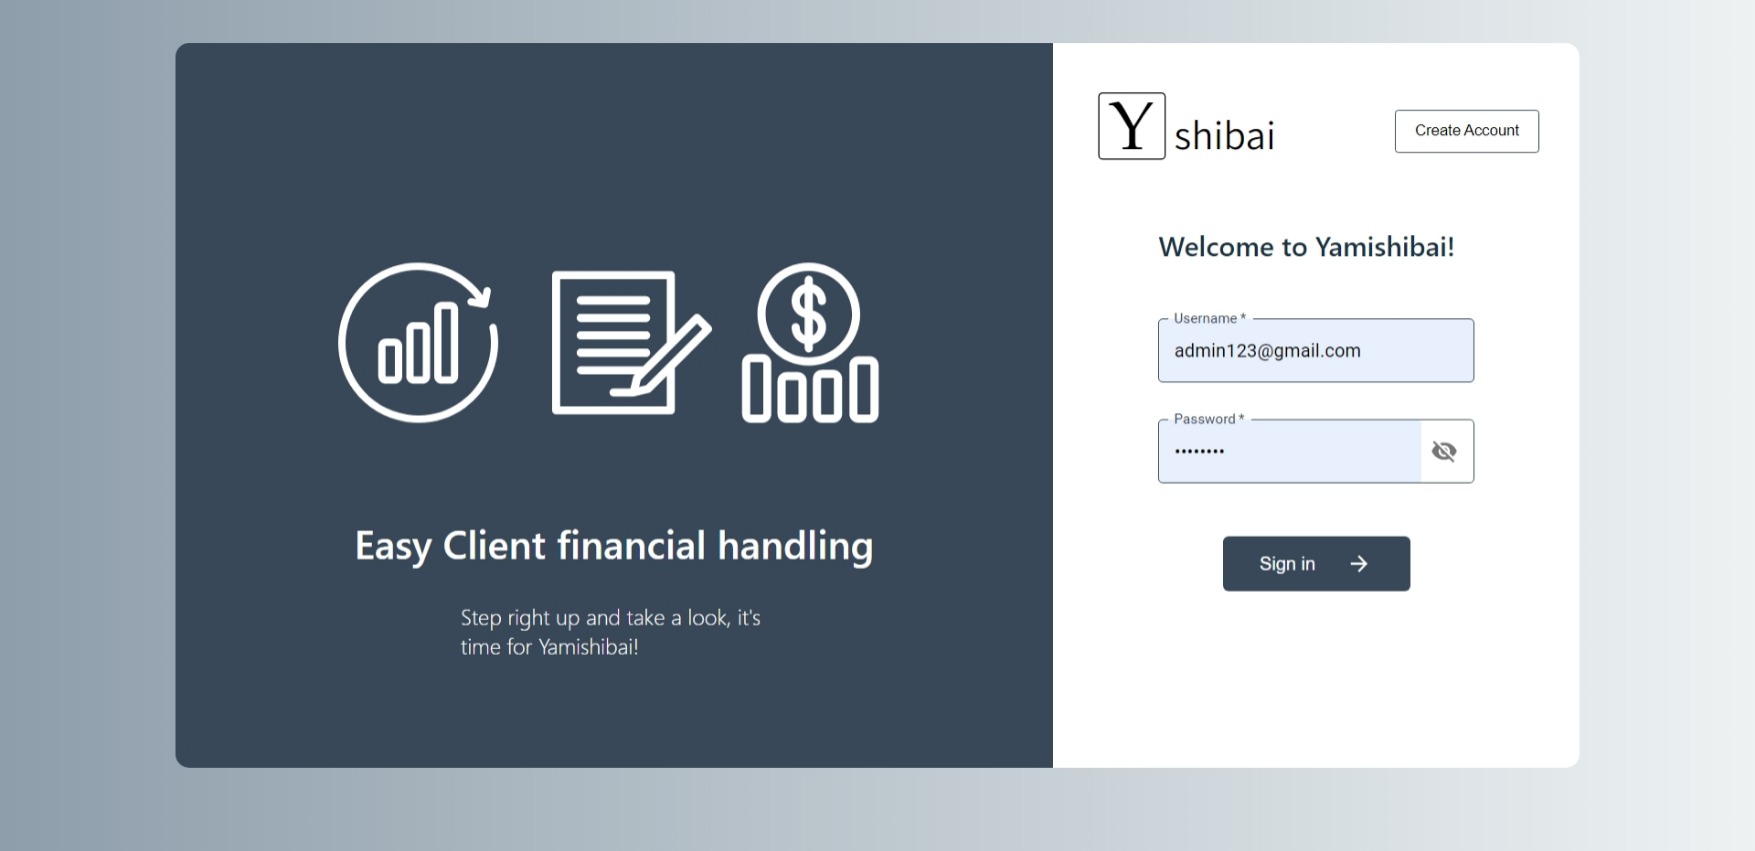 Y shibai
Create Account
Welcome to Yamishibai!
Username *
admin123@gmail.com
Password *
••••••••
Sign in
$
Easy Client financial handling
Step right up and take a look, it's
time for Yamishibai!